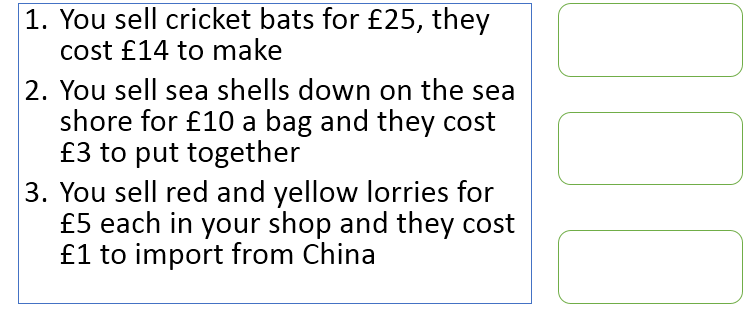 1. You sell cricket bats for £25, they
cost £14 to make
2. You sell sea shells down on the sea
shore for £10 a bag and they cost
£3 to put together
3. You sell red and yellow lorries for
£5 each in your shop and they cost
£1 to import from China